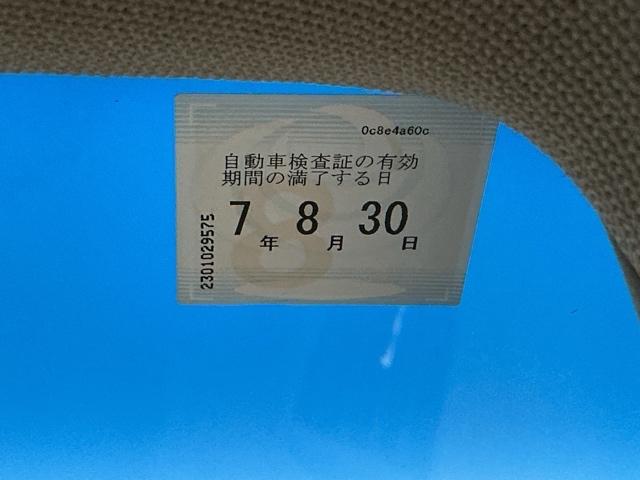 0c8e4a60c
自動車検査証の有効
期間の満了する日
7年 8月 30日
2301029575